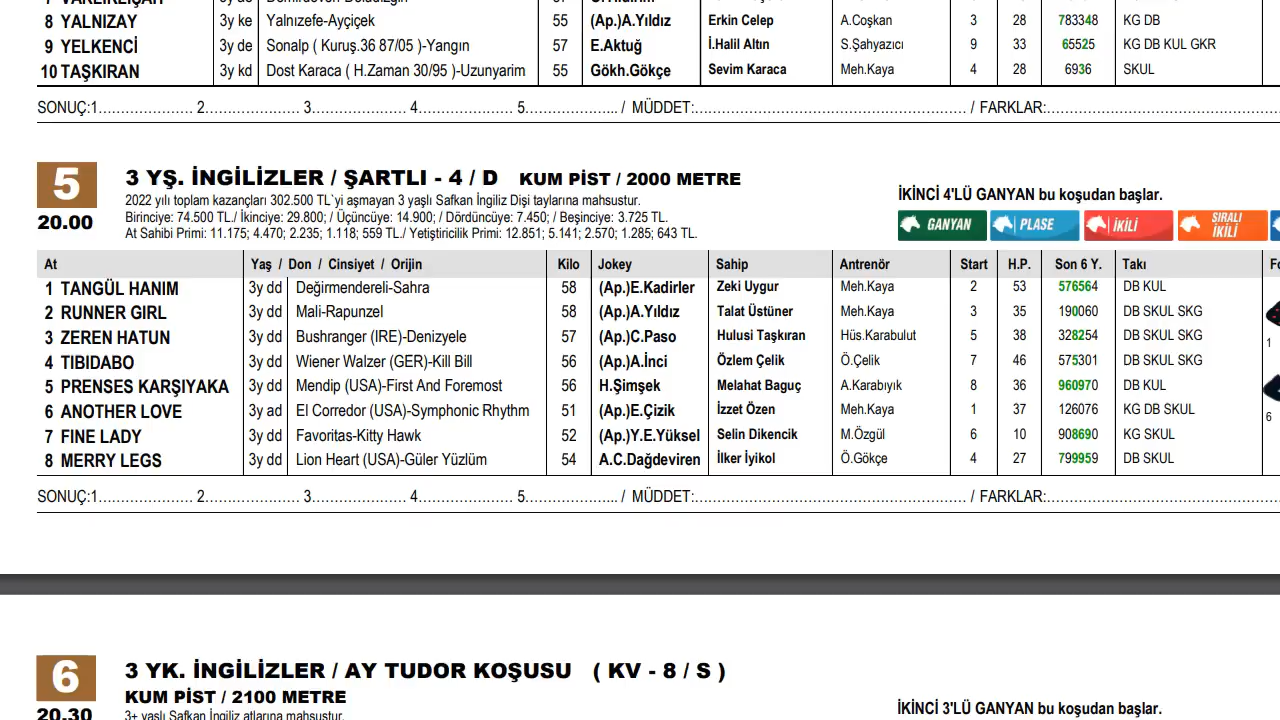 8 YALNIZAY 3y ke Yalnızefe-Ayçiçek 55 (Ap.)A.Yıldız Erkin Celep A.Coşkan 3 28 783348 KG DB
9 YELKENCİ 3y de Sonalp ( Kuruş.36 87/05 )-Yangın 57 E.Aktuğ İ.Halil Altın S.Şahyazıcı 9 33 65525 KG DB KUL GKR
10 TAŞKIRAN 3y kd Dost Karaca ( H.Zaman 30/95 )-Uzunyarim 55 Gökh.Gökçe Sevim Karaca Meh.Kaya 4 28 6936 SKUL
SONUÇ:1..................... 2........................ 3........................ 4........................ 5..................... / MÜDDET:............................................................ / FARKLAR:....................................................
5 3 YŞ. İNGİLİZLER / ŞARTLI - 4 / D KUM PİST / 2000 METRE
2022 yılı toplam kazançları 302.500 TL`yi aşmayan 3 yaşlı Safkan İngiliz Dişi taylarına mahsustur.
İKİNCİ 4'LÜ GANYAN bu koşudan başlar.
20.00 Birinciye: 74.500 TL./ İkinciye: 29.800; / Üçüncüye: 14.900; / Dördüncüye: 7.450; / Beşinciye: 3.725 TL.
At Sahibi Primi: 11.175; 4.470; 2.235; 1.118; 559 TL./ Yetiştiricilik Primi: 12.851; 5.141; 2.570; 1.285; 643 TL.
GANYAN PLASE İKİLİ SIRALI İKİLİ
At Yaş / Don / Cinsiyet / Orijin Kilo Jokey Sahip Antrenör Start H.P. Son 6 Y. Takı Fo
1 TANGÜL HANIM 3y dd Değirmendereli-Sahra 58 (Ap.)E.Kadirler Zeki Uygur Meh.Kaya 2 53 576564 DB KUL
2 RUNNER GIRL 3y dd Mali-Rapunzel 58 (Ap.)A.Yıldız Talat Üstüner Meh.Kaya 3 35 190060 DB SKUL SKG
3 ZEREN HATUN 3y dd Bushranger (IRE)-Denizyele 57 (Ap.)C.Paso Hulusi Taşkıran Hüs.Karabulut 5 38 328254 DB SKUL SKG 1
4 TIBIDABO 3y dd Wiener Walzer (GER)-Kill Bill 56 (Ap.)A.İnci Özlem Çelik Ö.Çelik 7 46 575301 DB SKUL SKG
5 PRENSES KARŞIYAKA 3y dd Mendip (USA)-First And Foremost 56 H.Şimşek Melahat Baguç A.Karabıyık 8 36 960970 DB KUL
6 ANOTHER LOVE 3y ad El Corredor (USA)-Symphonic Rhythm 51 (Ap.)E.Çizik İzzet Özen Meh.Kaya 1 37 126076 KG DB SKUL 6
7 FINE LADY 3y dd Favoritas-Kitty Hawk 52 (Ap.)Y.E.Yüksel Selin Dikencik M.Özgül 6 10 908690 KG SKUL
8 MERRY LEGS 3y dd Lion Heart (USA)-Güler Yüzlüm 54 A.C.Dağdeviren İlker İyikol Ö.Gökçe 4 27 799959 DB SKUL
SONUÇ:1..................... 2........................ 3........................ 4........................ 5..................... / MÜDDET:............................................................ / FARKLAR:....................................................
6 3 YK. İNGİLİZLER / AY TUDOR KOŞUSU ( KV - 8 / S )
KUM PİST / 2100 METRE
İKİNCİ 3'LÜ GANYAN bu koşudan başlar.
20.30 3+ yaşlı Safkan İngiliz atlarına mahsustur.